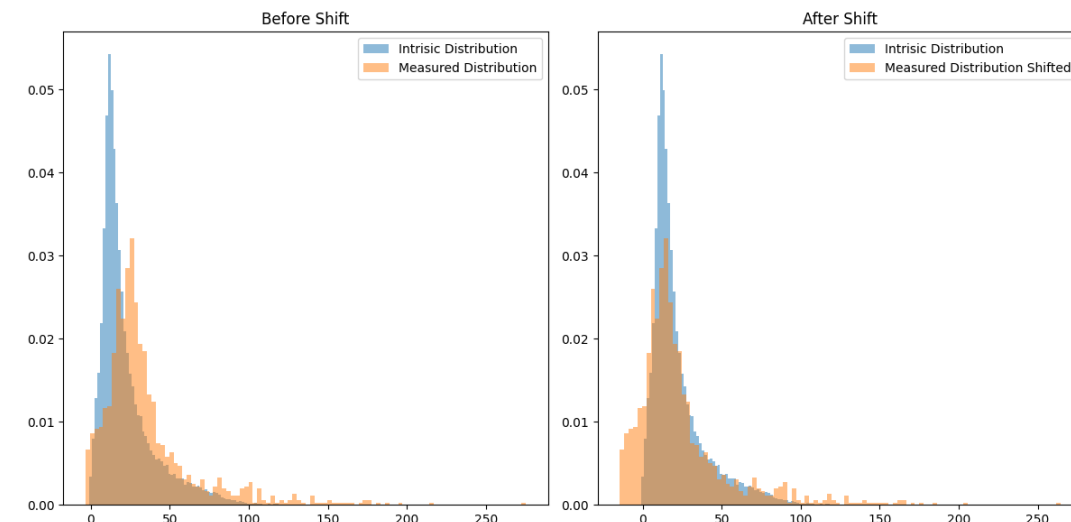 Before Shift
After Shift
Intrisic Distribution
Measured Distribution
Intrisic Distribution
Measured Distribution Shifted
0.05
0.04
0.03
0.02
0.01
0.00
0.05
0.04
0.03
0.02
0.01
0.00
0 50 100 150 200 250
0 50 100 150 200 250